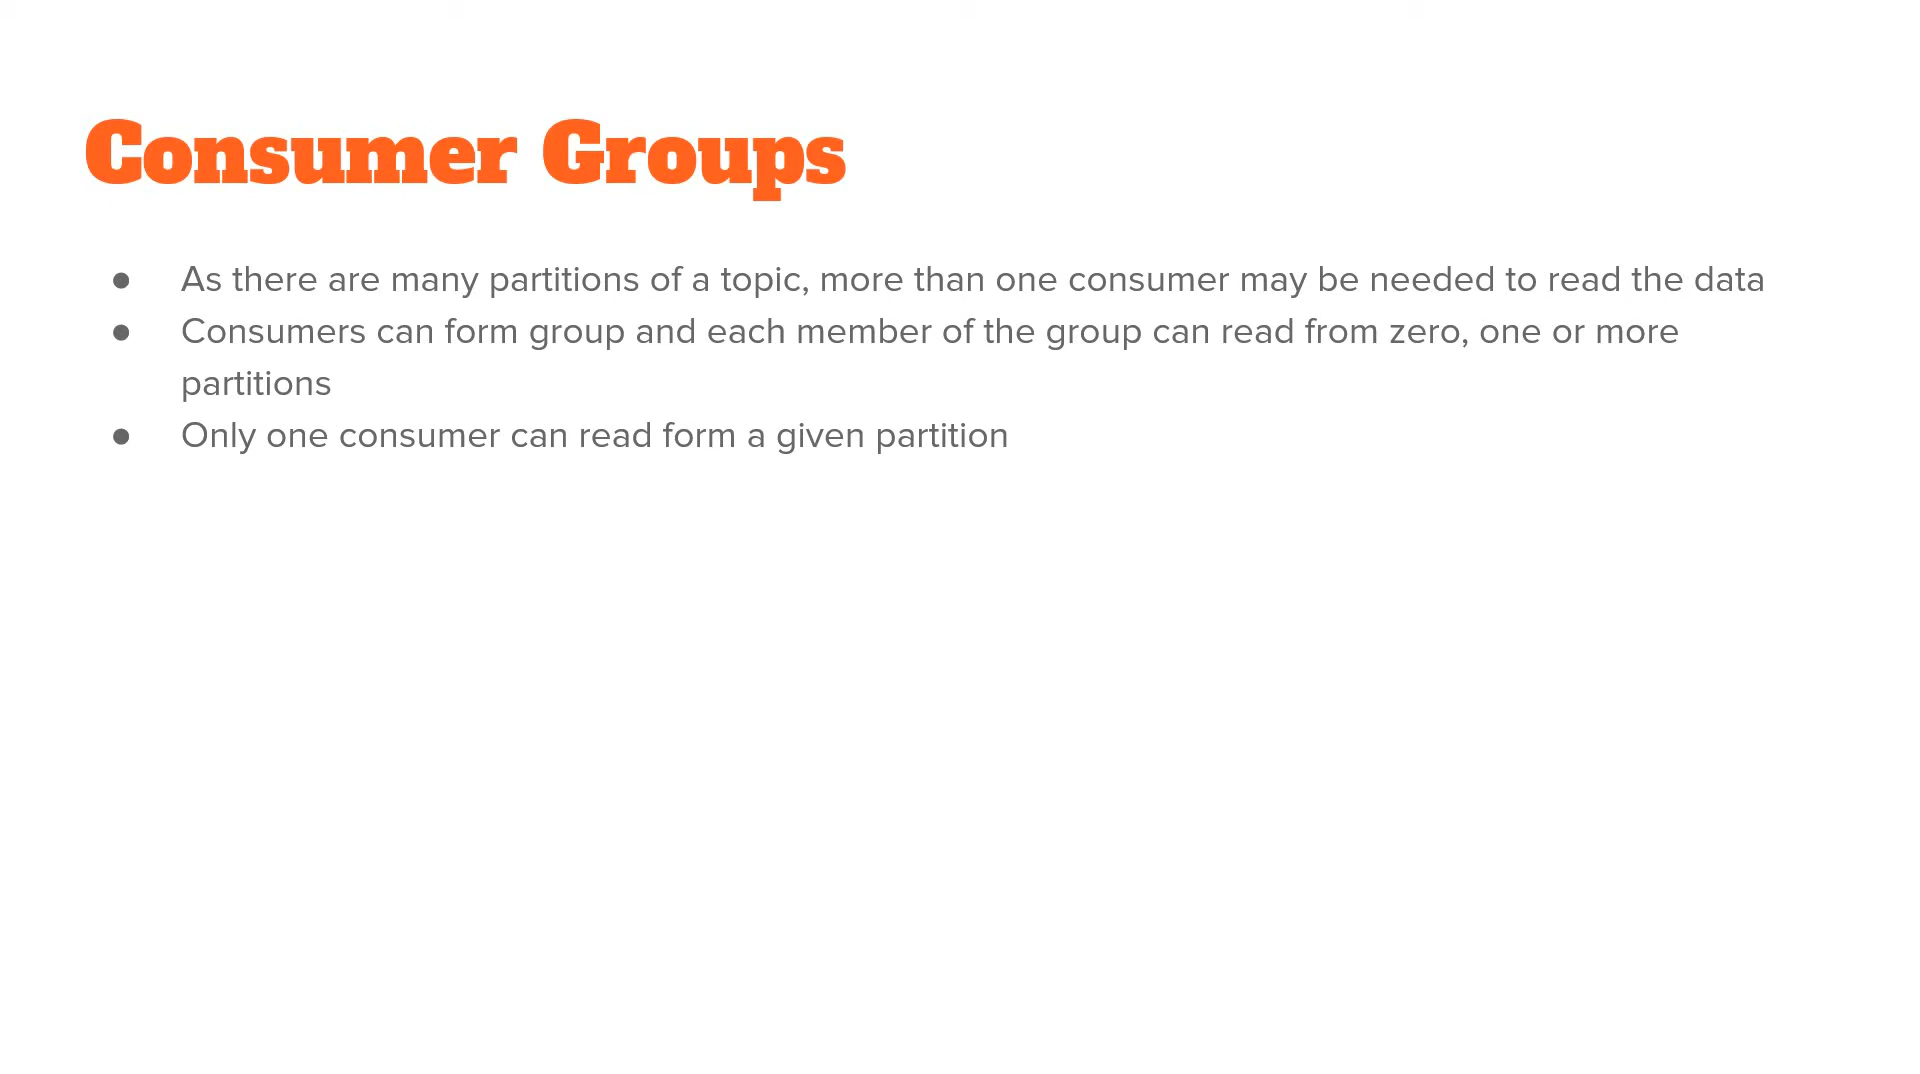 Consumer Groups
● As there are many partitions of a topic, more than one consumer may be needed to read the data
● Consumers can form group and each member of the group can read from zero, one or more
partitions
● Only one consumer can read form a given partition